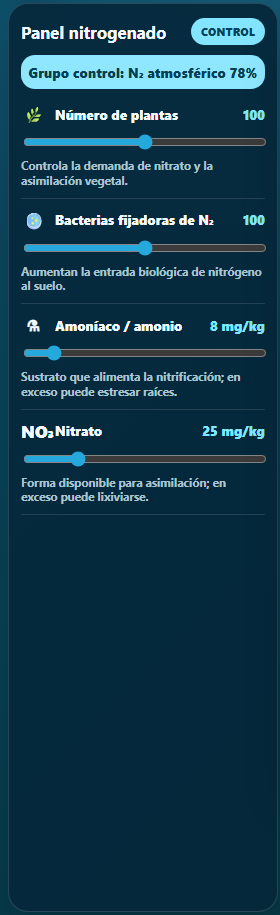 Panel nitrogenado
CONTROL
Grupo control: N₂ atmosférico 78%
Número de plantas 100
Controla la demanda de nitrato y la
asimilación vegetal.
Bacterias fijadoras de N₂ 100
Aumentan la entrada biológica de nitrógeno
al suelo.
Amoníaco / amonio 8 mg/kg
Sustrato que alimenta la nitrificación; en
exceso puede estresar raíces.
NO₃ Nitrato 25 mg/kg
Forma disponible para asimilación; en
exceso puede lixiviarse.